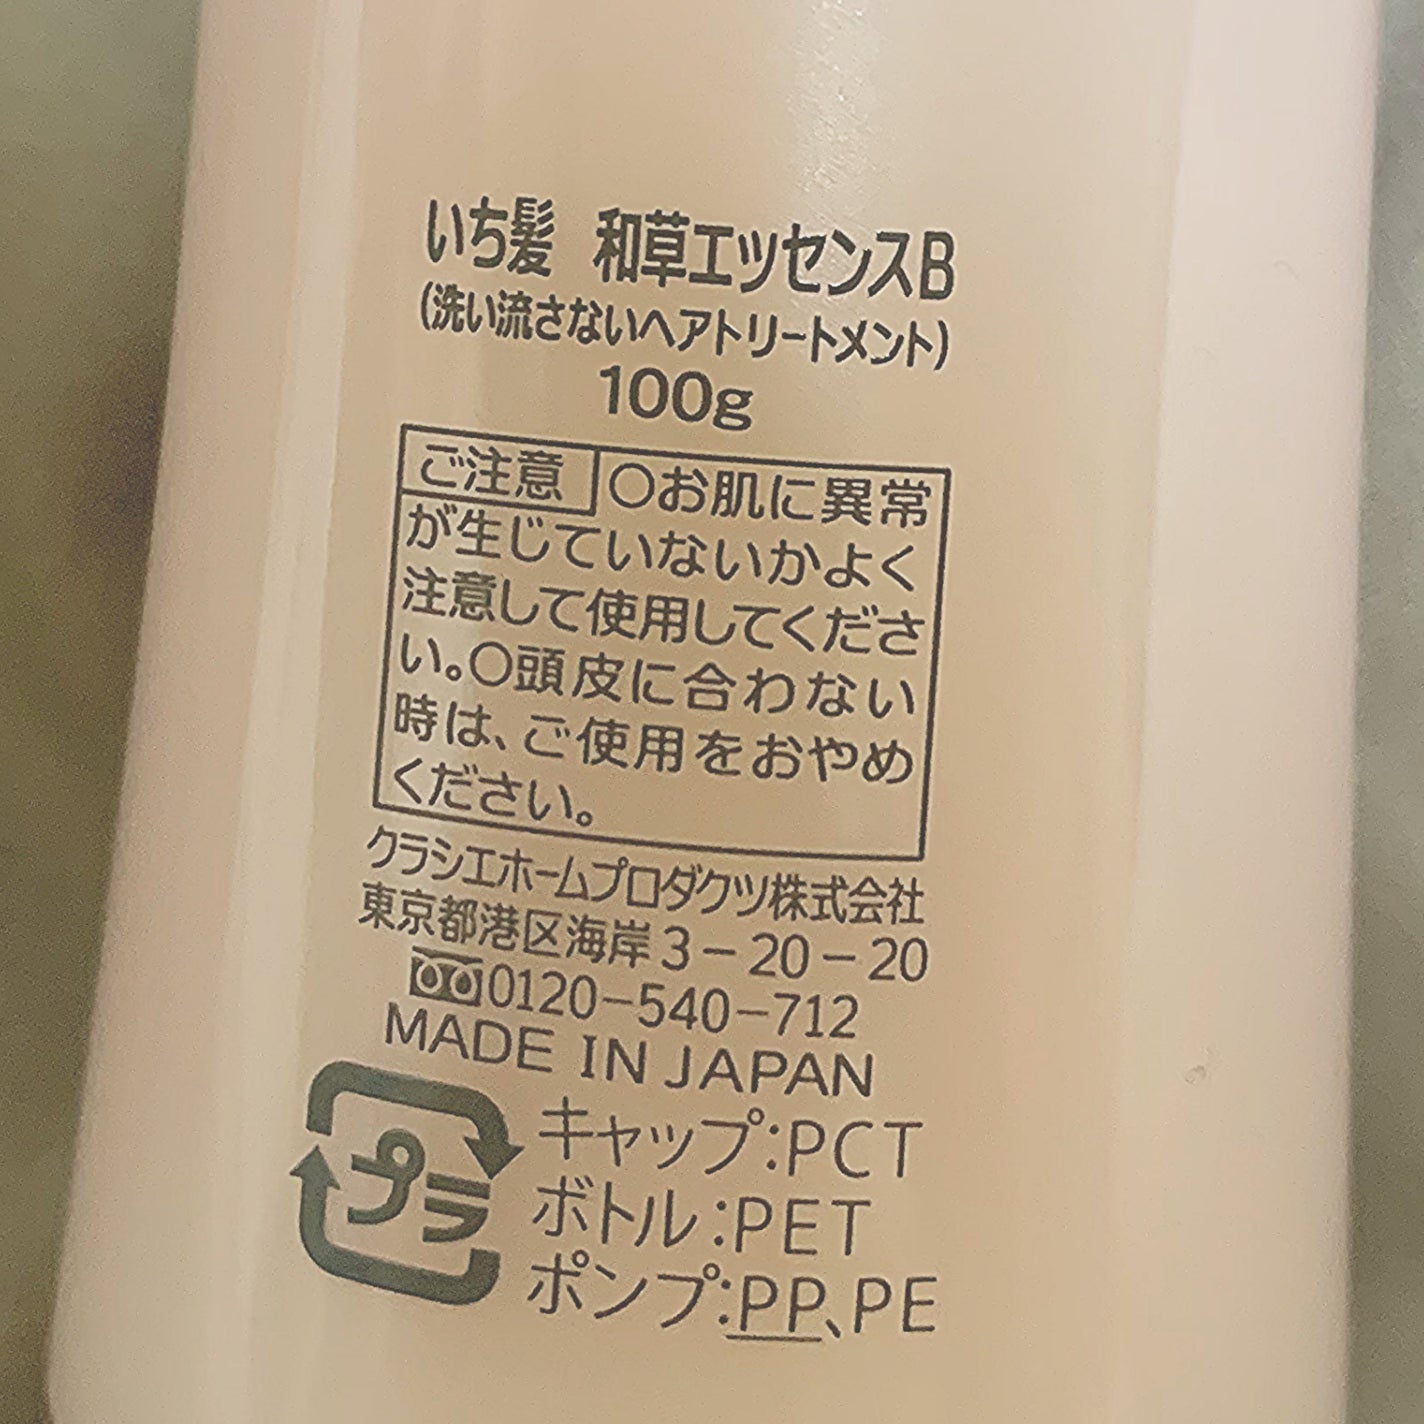 いち髪 和草エッセンスB
(洗い流さないヘアトリートメント)
100g
ご注意 〇お肌に異常
が生じていないかよく
注意して使用してくださ
い。〇頭皮に合わない
時は、ご使用をおやめ
ください。
クラシエホームプロダクツ株式会社
東京都港区海岸3-20-20
0120-540-712
MADE IN JAPAN
プラ
キャップ:PCT
ボトル:PET
ポンプ:PP、PE